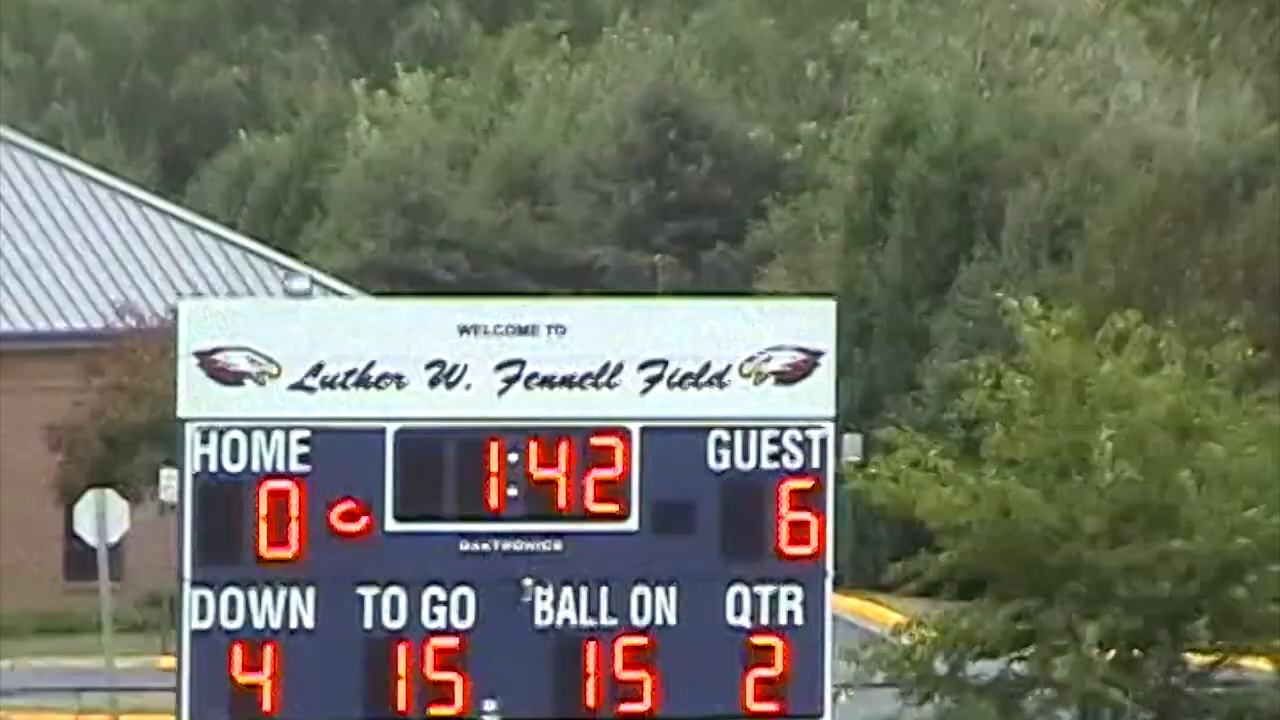 WELCOME TO
Luther W. Fennell Field
HOME 1:42 GUEST
0 6
DAKTRONICS
DOWN TO GO BALL ON QTR
4 15 15 2